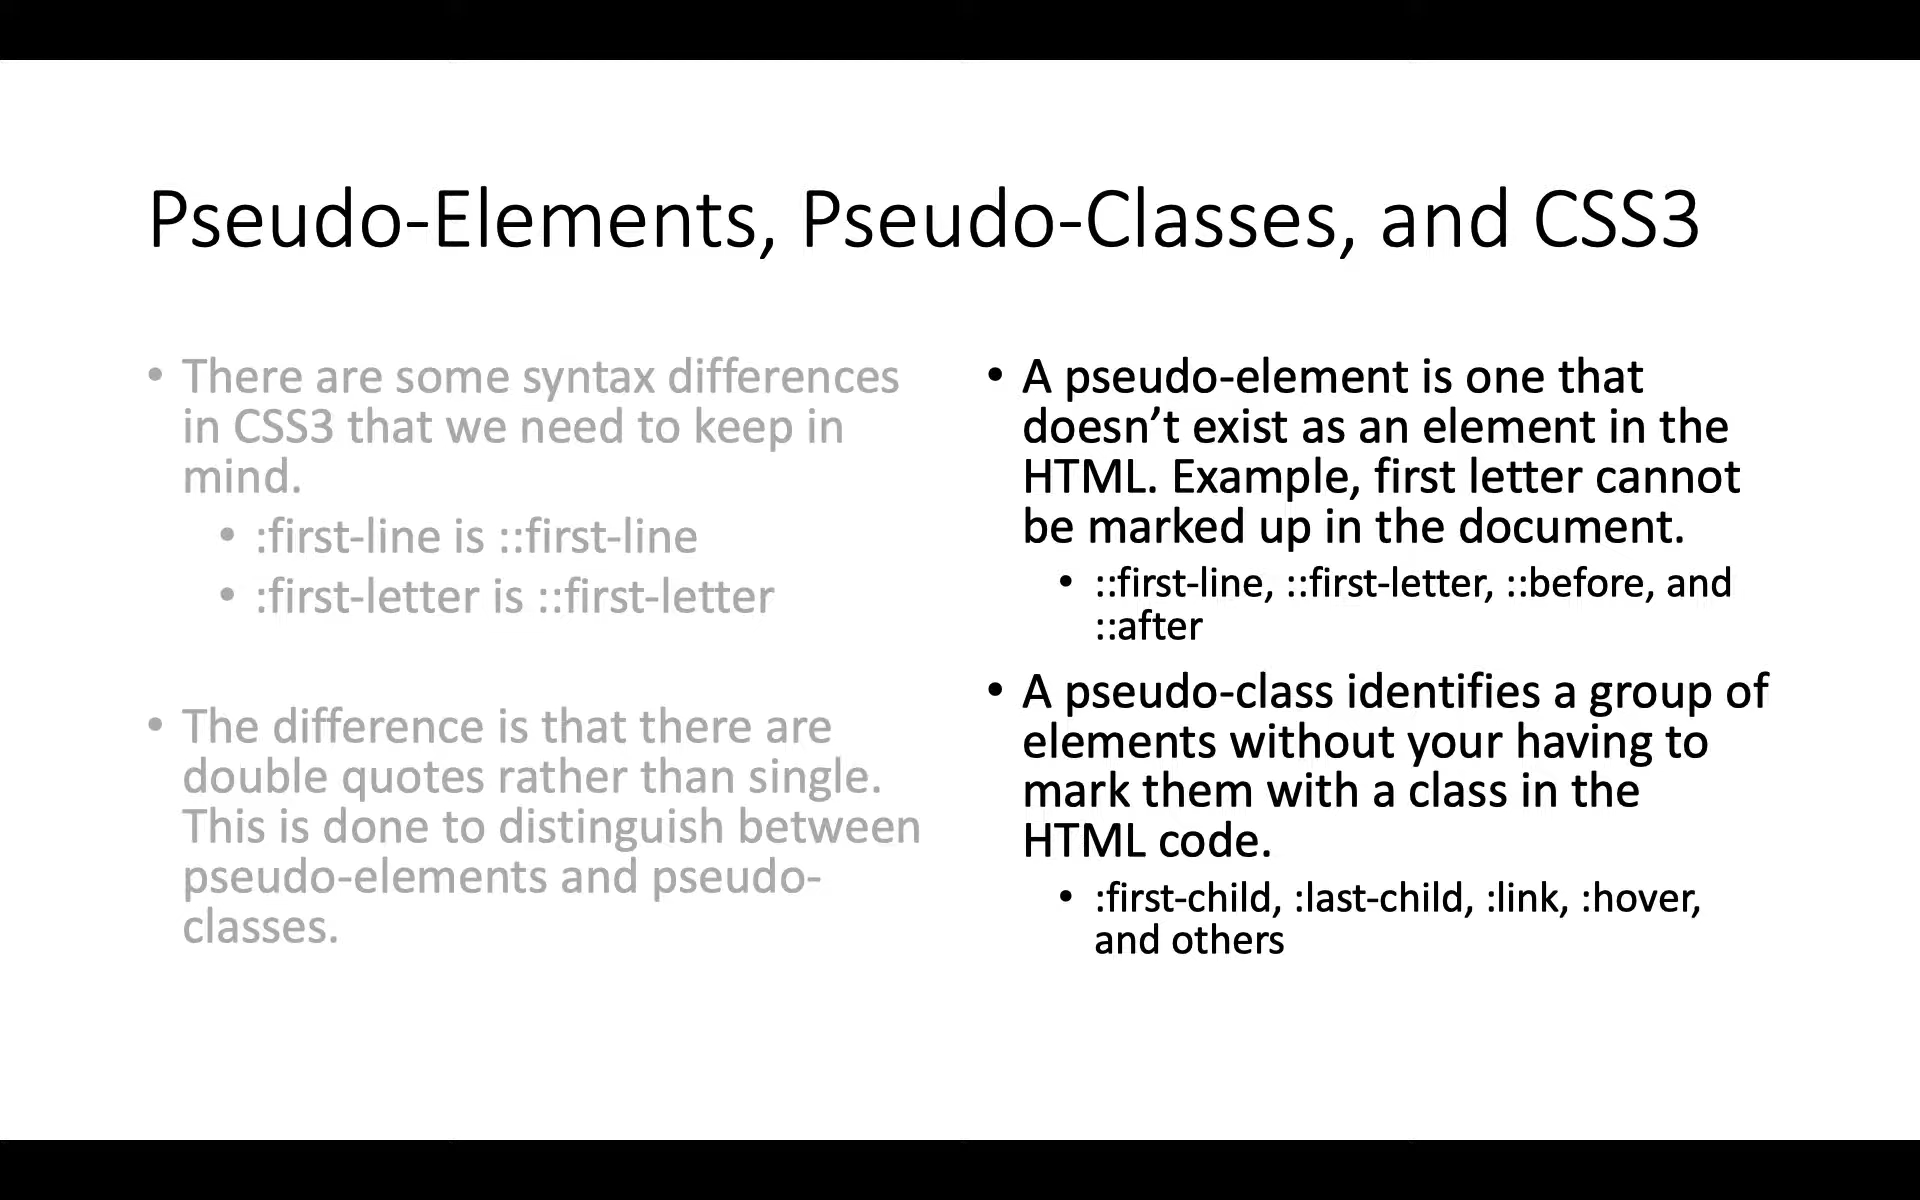 Pseudo-Elements, Pseudo-Classes, and CSS3
• There are some syntax differences
in CSS3 that we need to keep in
mind.
• :first-line is ::first-line
• :first-letter is ::first-letter
• The difference is that there are
double quotes rather than single.
This is done to distinguish between
pseudo-elements and pseudo-
classes.
• A pseudo-element is one that
doesn’t exist as an element in the
HTML. Example, first letter cannot
be marked up in the document.
• ::first-line, ::first-letter, ::before, and
::after
• A pseudo-class identifies a group of
elements without your having to
mark them with a class in the
HTML code.
• :first-child, :last-child, :link, :hover,
and others